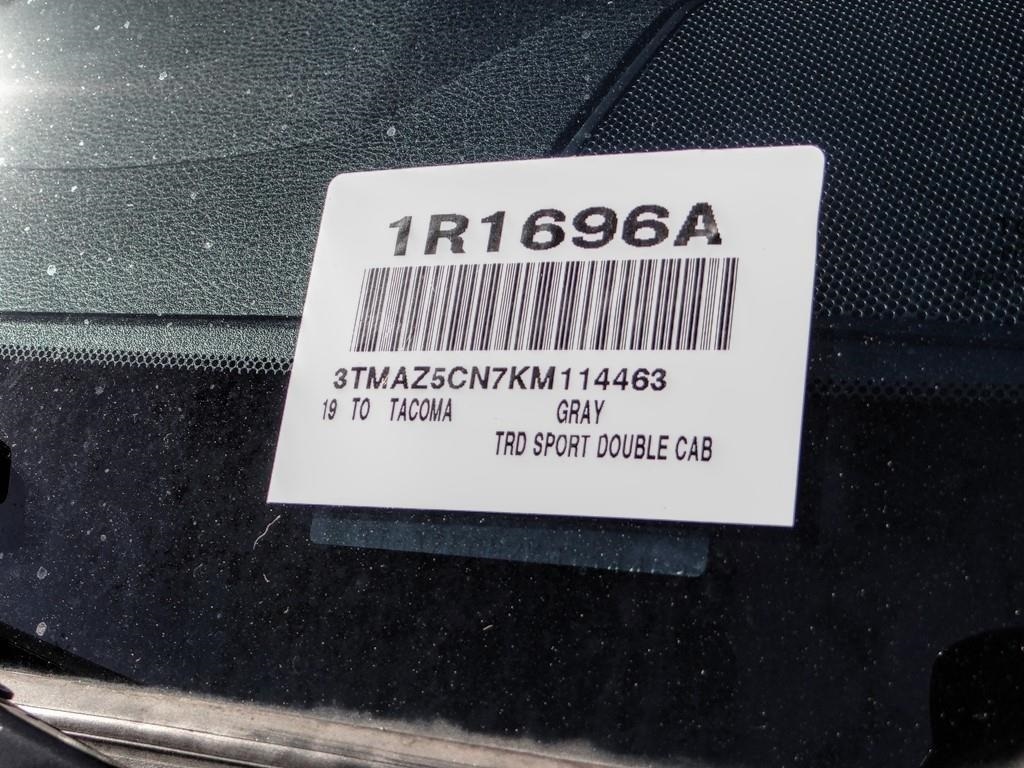 1R1696A
3TMAZ5CN7KM114463
19 TO TACOMA GRAY
TRD SPORT DOUBLE CAB